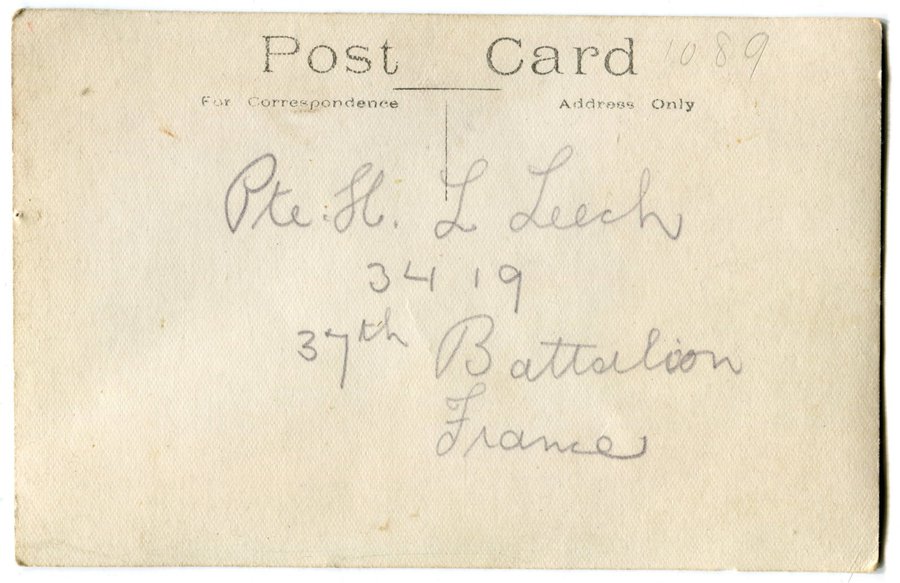 Post Card 1089
For Correspondence Address Only
Pte. H. L Leech
3419
37th Battalion
France